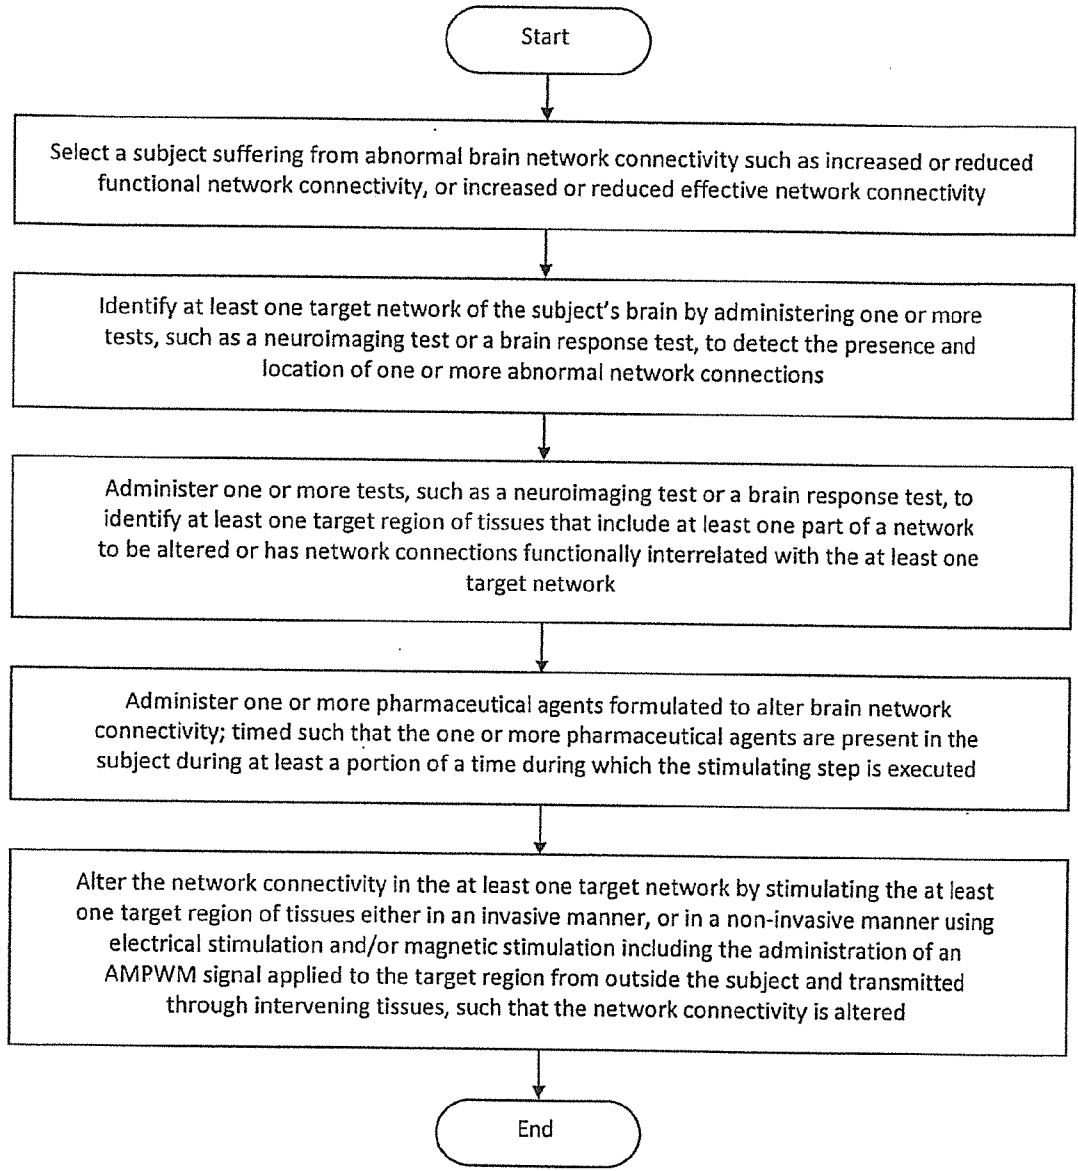 Start
Select a subject suffering from abnormal brain network connectivity such as increased or reduced
functional network connectivity, or increased or reduced effective network connectivity
Identify at least one target network of the subject's brain by administering one or more
tests, such as a neuroimaging test or a brain response test, to detect the presence and
location of one or more abnormal network connections
Administer one or more tests, such as a neuroimaging test or a brain response test, to
identify at least one target region of tissues that include at least one part of a network
to be altered or has network connections functionally interrelated with the at least one
target network
Administer one or more pharmaceutical agents formulated to alter brain network
connectivity; timed such that the one or more pharmaceutical agents are present in the
subject during at least a portion of a time during which the stimulating step is executed
Alter the network connectivity in the at least one target network by stimulating the at least
one target region of tissues either in an invasive manner, or in a non-invasive manner using
electrical stimulation and/or magnetic stimulation including the administration of an
AMPWM signal applied to the target region from outside the subject and transmitted
through intervening tissues, such that the network connectivity is altered
End